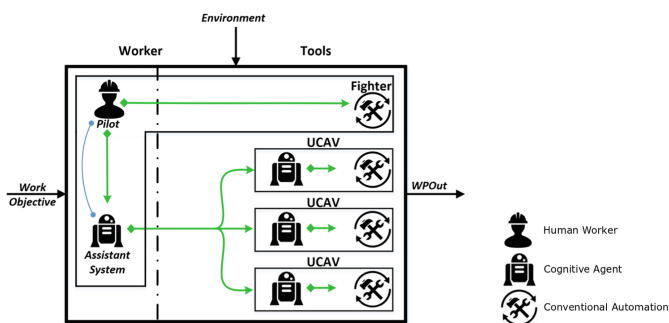 Environment
Worker
Tools
Fighter
Pilot
UCAV
Work
Objective
WPOut
UCAV
Assistant
System
UCAV
Human Worker
Cognitive Agent
Conventional Automation